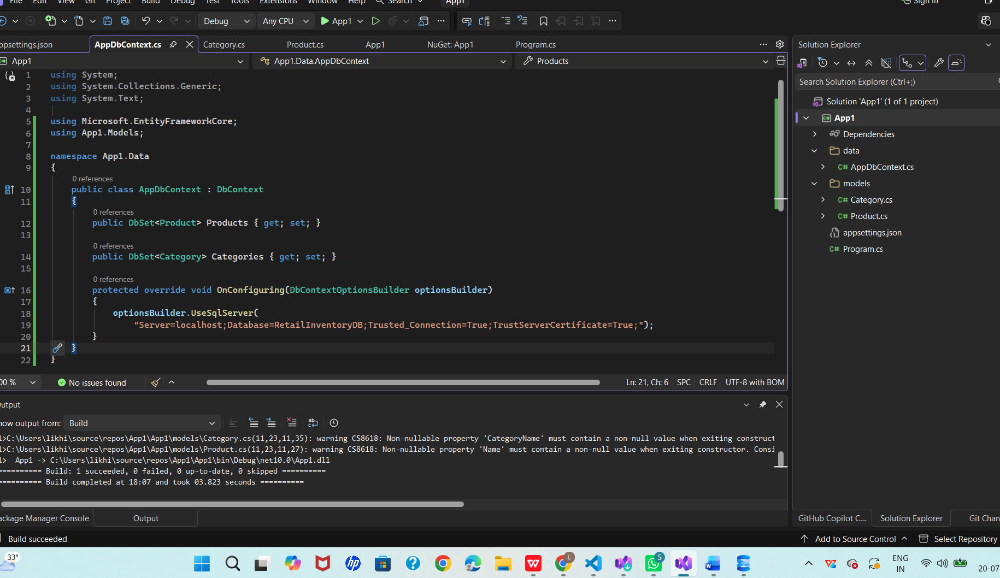 File Edit View Git Project Build Debug Test Tools Extensions Window Help Search App1 Sign in
Debug Any CPU App1
ppsettings.json AppDbContext.cs Category.cs Product.cs App1 NuGet: App1 Program.cs
App1 App1.Data.AppDbContext Products
1 using System;
2 using System.Collections.Generic;
3 using System.Text;
4
5 using Microsoft.EntityFrameworkCore;
6 using App1.Models;
7
8 namespace App1.Data
9 {
0 references
10 public class AppDbContext : DbContext
11 {
0 references
12 public DbSet<Product> Products { get; set; }
13
0 references
14 public DbSet<Category> Categories { get; set; }
15
0 references
16 protected override void OnConfiguring(DbContextOptionsBuilder optionsBuilder)
17 {
18 optionsBuilder.UseSqlServer(
19 "Server=localhost;Database=RetailInventoryDB;Trusted_Connection=True;TrustServerCertificate=True;");
20 }
21 }
22 }
00 % No issues found Ln: 21, Ch: 6 SPC CRLF UTF-8 with BOM
utput
how output from: Build
>C:\Users\likhi\source\repos\App1\App1\models\Category.cs(11,23,11,35): warning CS8618: Non-nullable property 'CategoryName' must contain a non-null value when exiting construct
>C:\Users\likhi\source\repos\App1\App1\models\Product.cs(11,23,11,27): warning CS8618: Non-nullable property 'Name' must contain a non-null value when exiting constructor. Consi
> App1 -> C:\Users\likhi\source\repos\App1\App1\bin\Debug\net10.0\App1.dll
========== Build: 1 succeeded, 0 failed, 0 up-to-date, 0 skipped ==========
========== Build completed at 18:07 and took 03.823 seconds ==========
ackage Manager Console Output
Solution Explorer
Search Solution Explorer (Ctrl+;)
Solution 'App1' (1 of 1 project)
App1
Dependencies
data
C# AppDbContext.cs
models
C# Category.cs
C# Product.cs
appsettings.json
C# Program.cs
GitHub Copilot C... Solution Explorer Git Chan
Build succeeded Add to Source Control Select Repository
33° L 5 ENG
IN 20-07